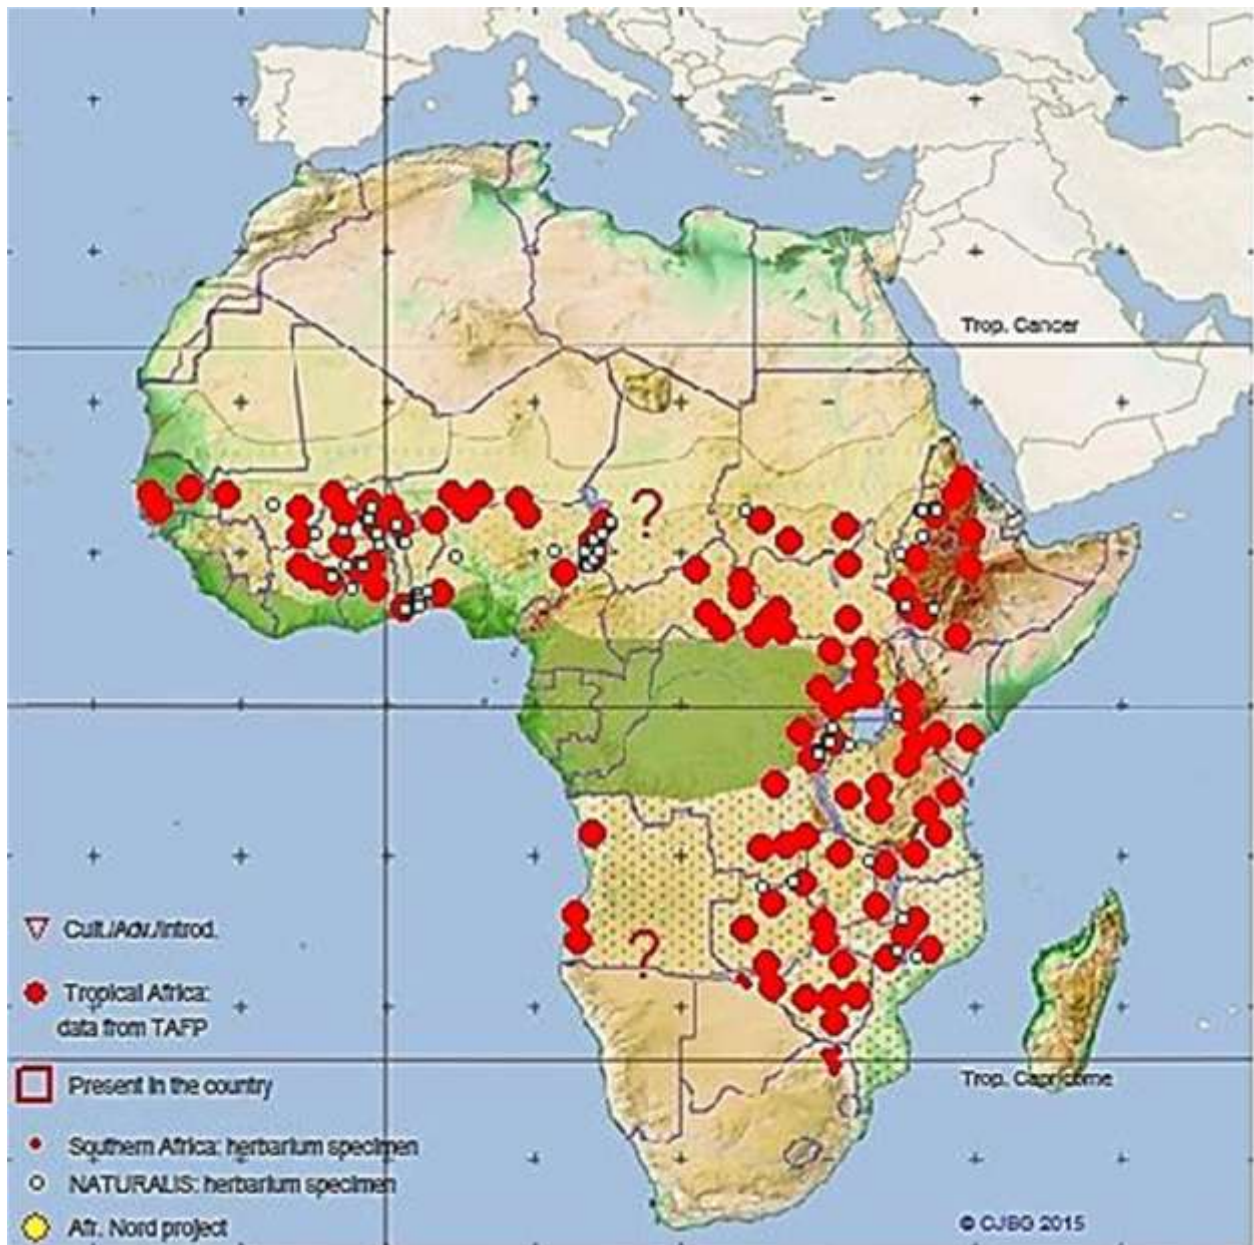 Trop. Cancer
?
?
Cult./Adv./Introd.
Tropical Africa:
data from TAFP
Present in the country
Trop. Capricorne
Southern Africa: herbarium specimen
NATURALIS: herbarium specimen
Afr. Nord project
© CJBG 2015